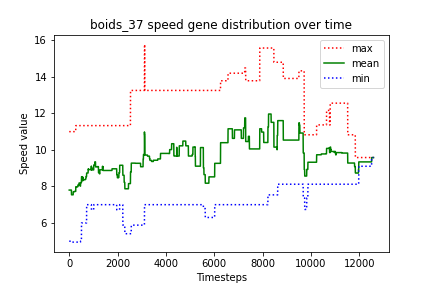 boids_37 speed gene distribution over time
max
mean
min
Speed value
16
14
12
10
8
6
0
2000
4000
6000
8000
10000
12000
Timesteps